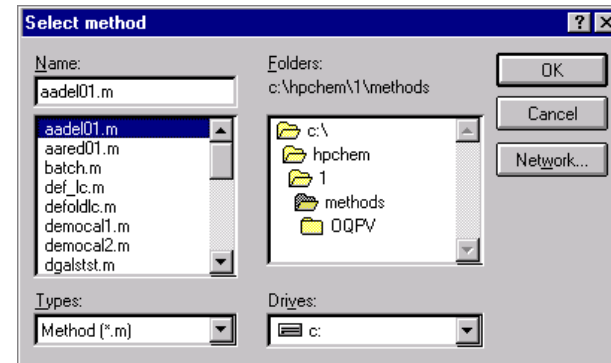 Select method
Name:
aadel01.m
aadel01.m
aared01.m
batch.m
def_lc.m
defoldlc.m
democal1.m
democal2.m
dgalstst.m
Types:
Method (*.m)
Folders:
c:\hpchem\1\methods
c:\
hpchem
1
methods
OQPV
Drives:
c:
OK
Cancel
Network...